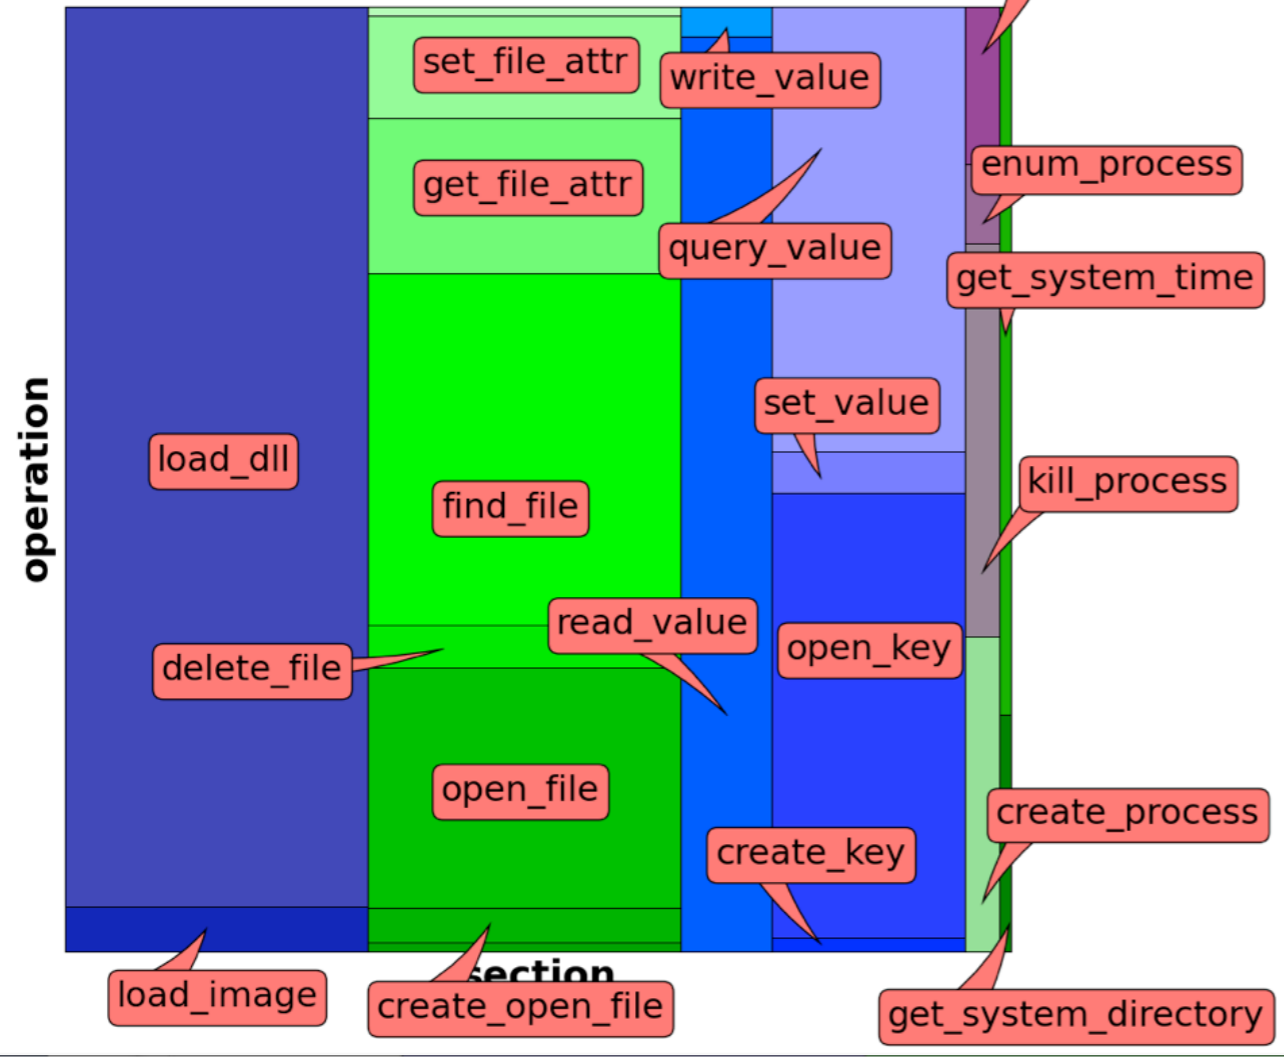 set_file_attr
write_value
enum_process
get_file_attr
query_value
get_system_time
set_value
operation
load_dll
kill_process
find_file
read_value
open_key
delete_file
open_file
create_process
create_key
section
load_image
create_open_file
get_system_directory